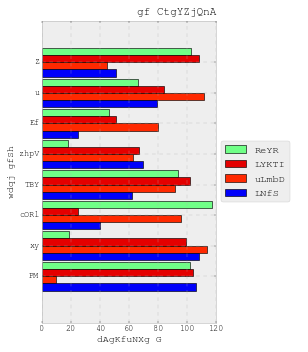 gf CtgYZjQnA
wdqj gfSh
z
u
Ef
zhpV
TBY
cORl
xy
PM
0 20 40 60 80 100 120
dAgKfuNXg G
ReYR
LYKTI
uLmbD
LNfS